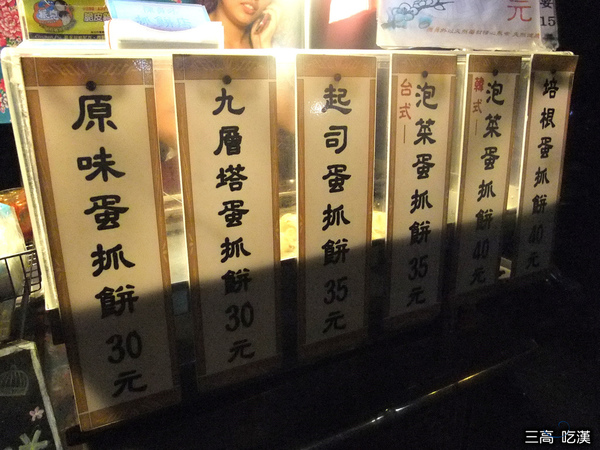 原味蛋抓餅 30元
九層塔蛋抓餅 30元
起司蛋抓餅 35元
台式—泡菜蛋抓餅 35元
韓式—泡菜蛋抓餅 40元
培根蛋抓餅 40元
元
15
三高 吃漢